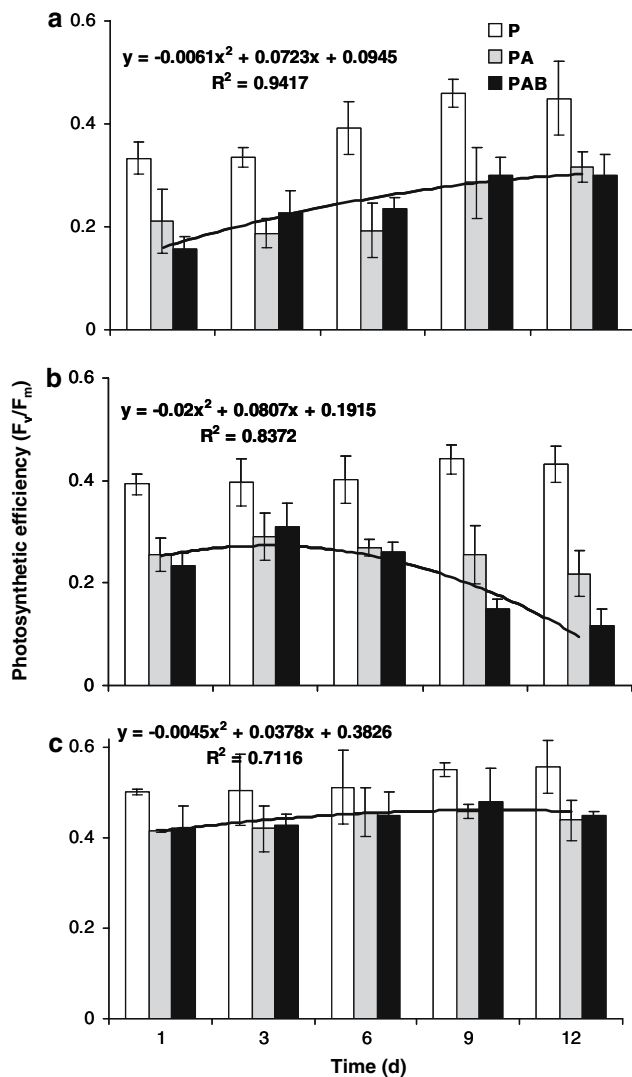 a
0.6
P
y = -0.0061x² + 0.0723x + 0.0945
PA
R² = 0.9417
PAB
0.4
0.2
0
Photosynthetic efficiency (Fv/Fm)
b
0.6
y = -0.02x² + 0.0807x + 0.1915
R² = 0.8372
0.4
0.2
0
y = -0.0045x² + 0.0378x + 0.3826
c
0.6
R² = 0.7116
0.4
0.2
0
1 3 6 9 12
Time (d)